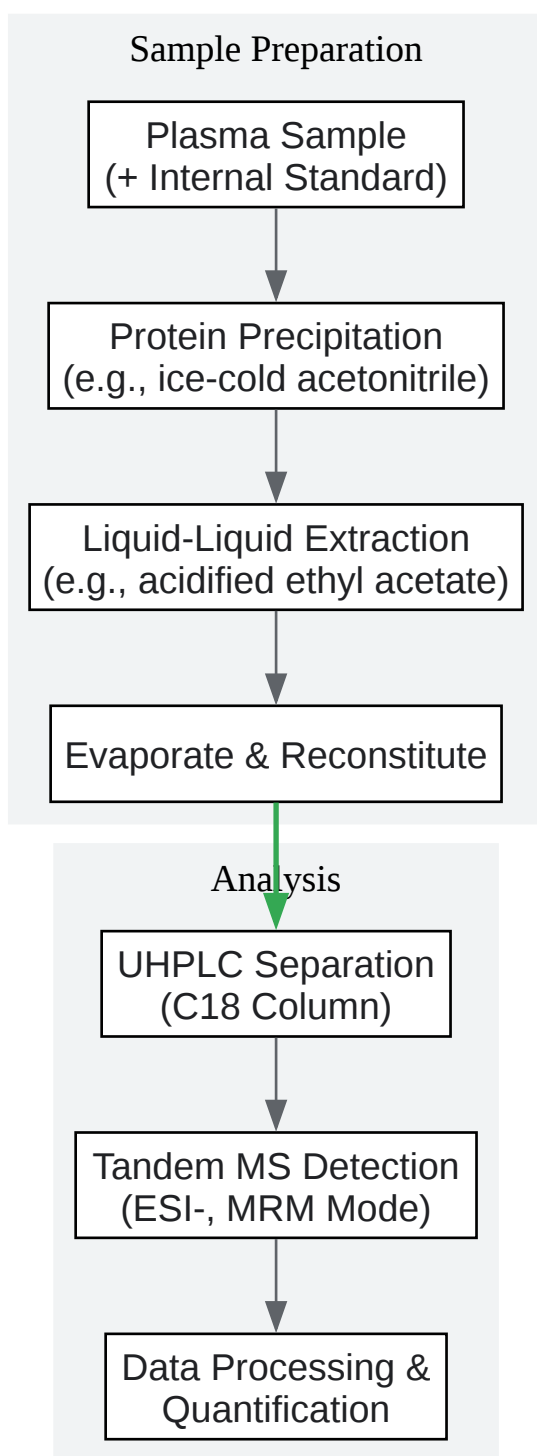 Sample Preparation
Plasma Sample
(+ Internal Standard)
Protein Precipitation
(e.g., ice-cold acetonitrile)
Liquid-Liquid Extraction
(e.g., acidified ethyl acetate)
Evaporate & Reconstitute
Analysis
UHPLC Separation
(C18 Column)
Tandem MS Detection
(ESI-, MRM Mode)
Data Processing &
Quantification